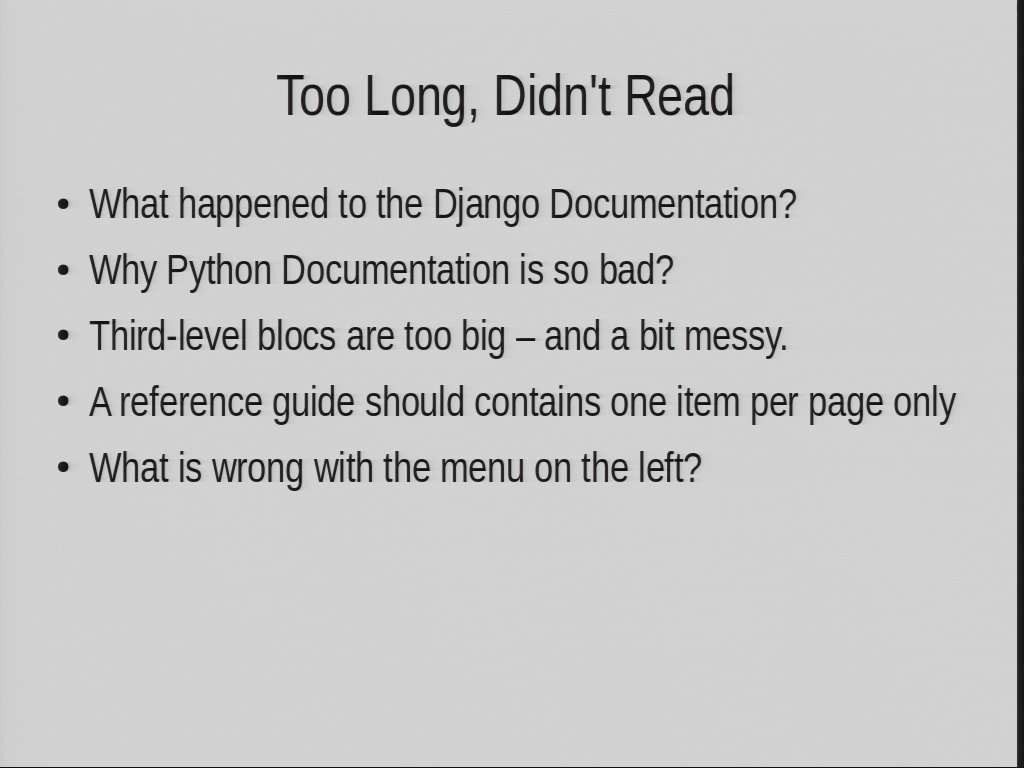 Too Long, Didn't Read
• What happened to the Django Documentation?
• Why Python Documentation is so bad?
• Third-level blocs are too big – and a bit messy.
• A reference guide should contains one item per page only
• What is wrong with the menu on the left?